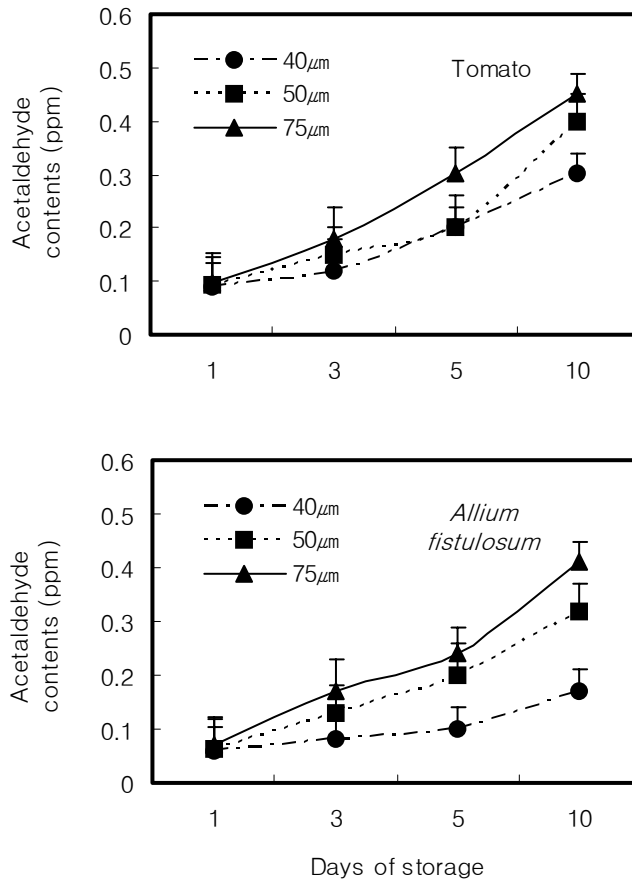 0.6
0.5
0.4
0.3
0.2
0.1
0
Acetaldehyde
contents (ppm)
40㎛
50㎛
75㎛
Tomato
1 3 5 10
0.6
0.5
0.4
0.3
0.2
0.1
0
Acetaldehyde
contents (ppm)
40㎛
50㎛
75㎛
Allium
fistulosum
1 3 5 10
Days of storage